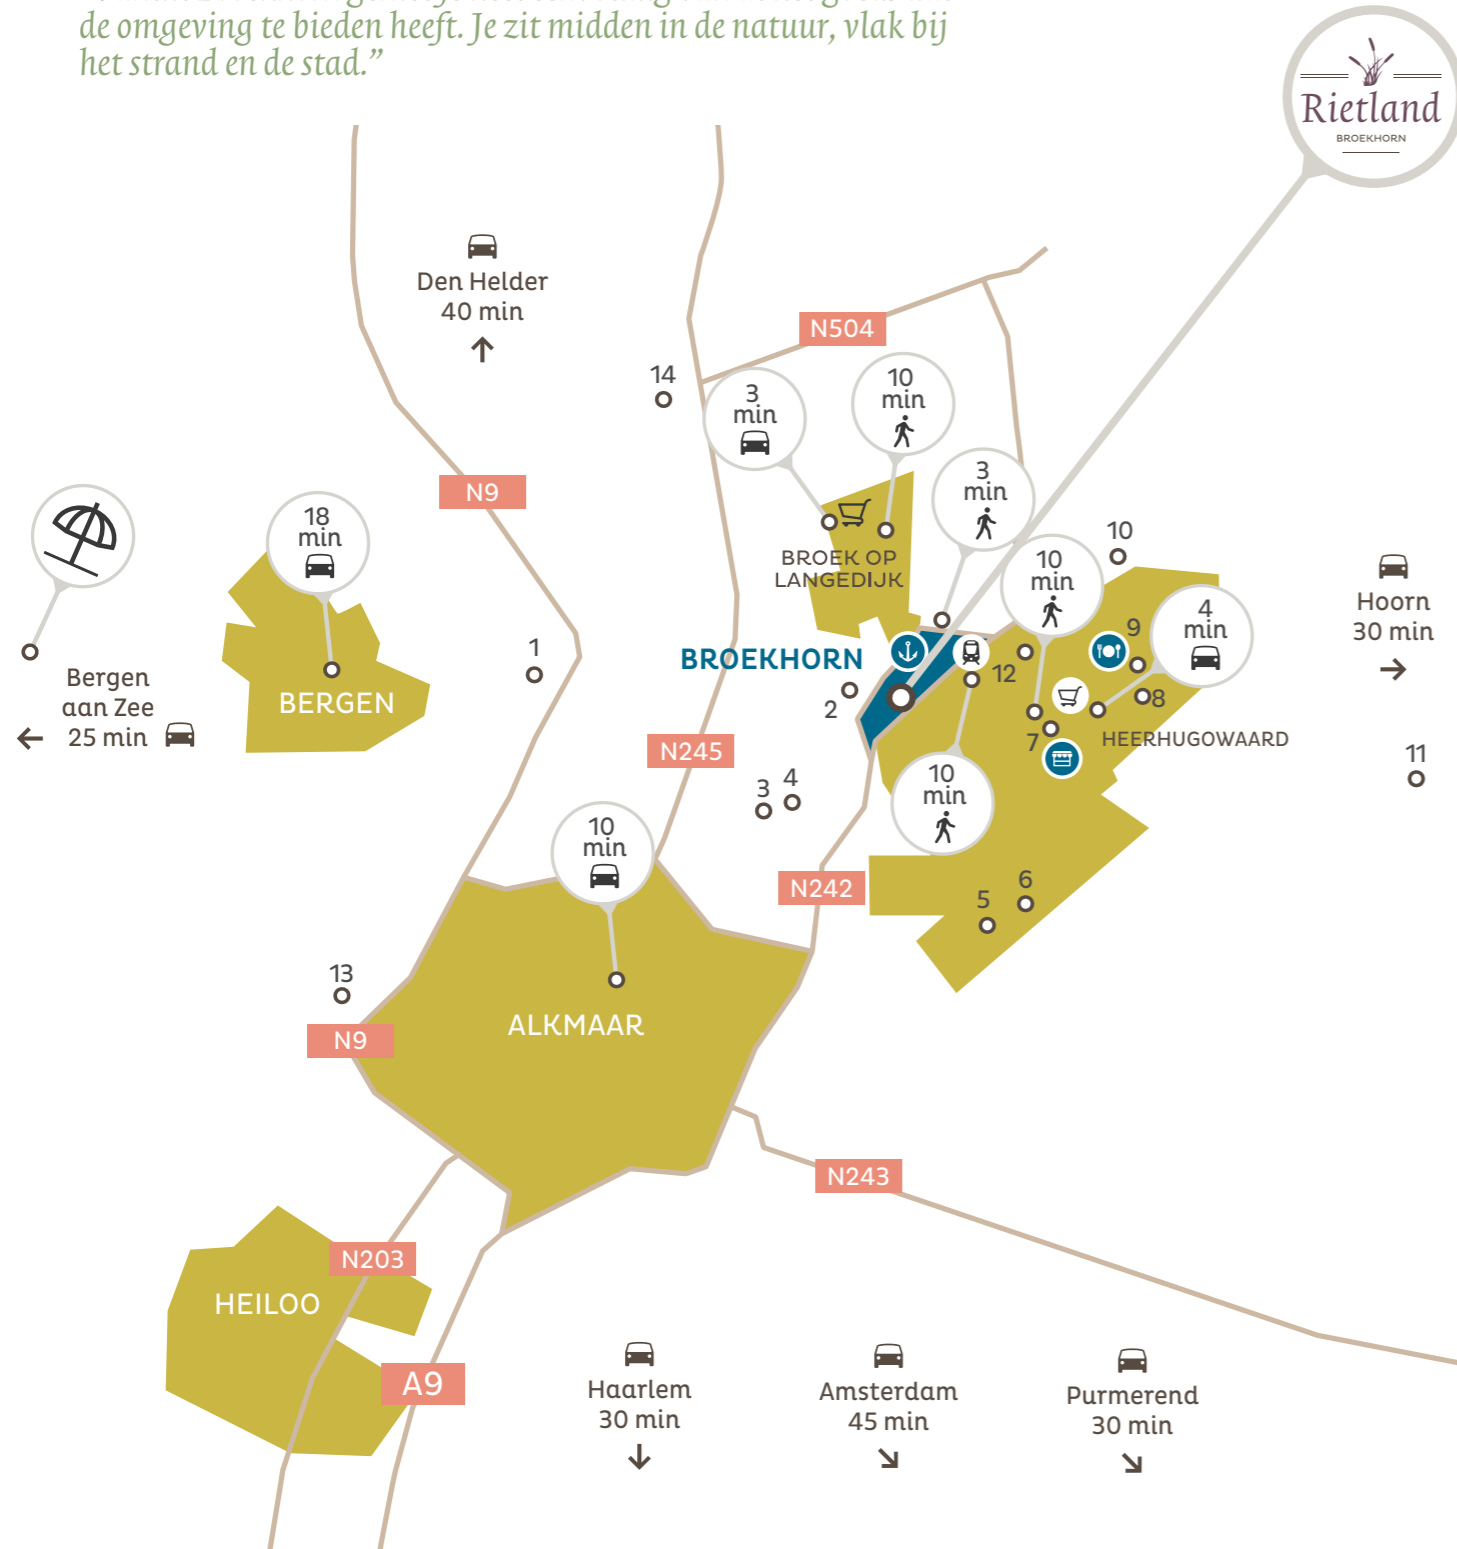 de omgeving te bieden heeft. Je zit midden in de natuur, vlak bij
het strand en de stad.”
Rietland
BROEKHORN
Den Helder
40 min
N504
14
3
min
10
min
N9
3
min
18
min
10
BROEK OP
LANGEDIJK
10
min
4
min
Hoorn
30 min
1
9
BROEKHORN
12
Bergen
aan Zee
25 min
BERGEN
2
8
7
HEERHUGOWAARD
N245
11
3
4
10
min
10
min
N242
6
5
13
ALKMAAR
N9
N243
N203
HEILOO
A9
Haarlem
30 min
Amsterdam
45 min
Purmerend
30 min